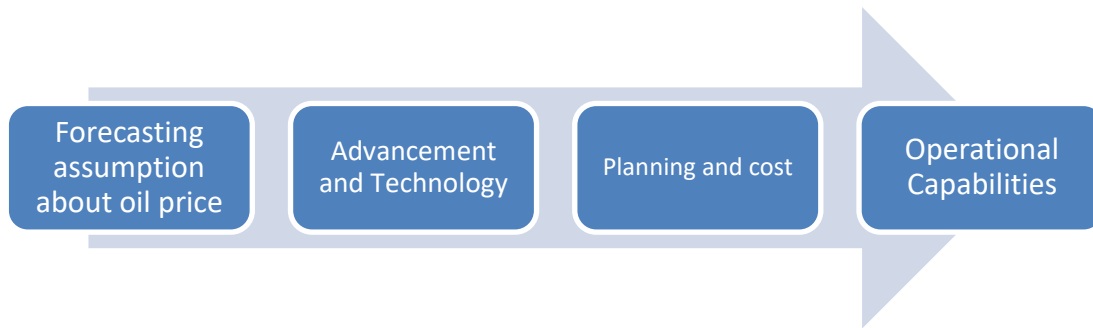 Forecasting
assumption
about oil price
Advancement
and Technology
Planning and cost
Operational
Capabilities